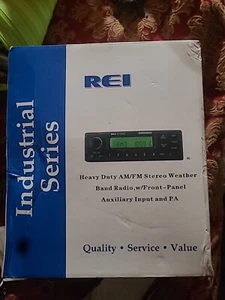 REI
Industrial
Series
Heavy Duty AM/FM Stereo Weather
Band Radio,w/Front-Panel
Auxiliary Input and PA
Quality • Service • Value